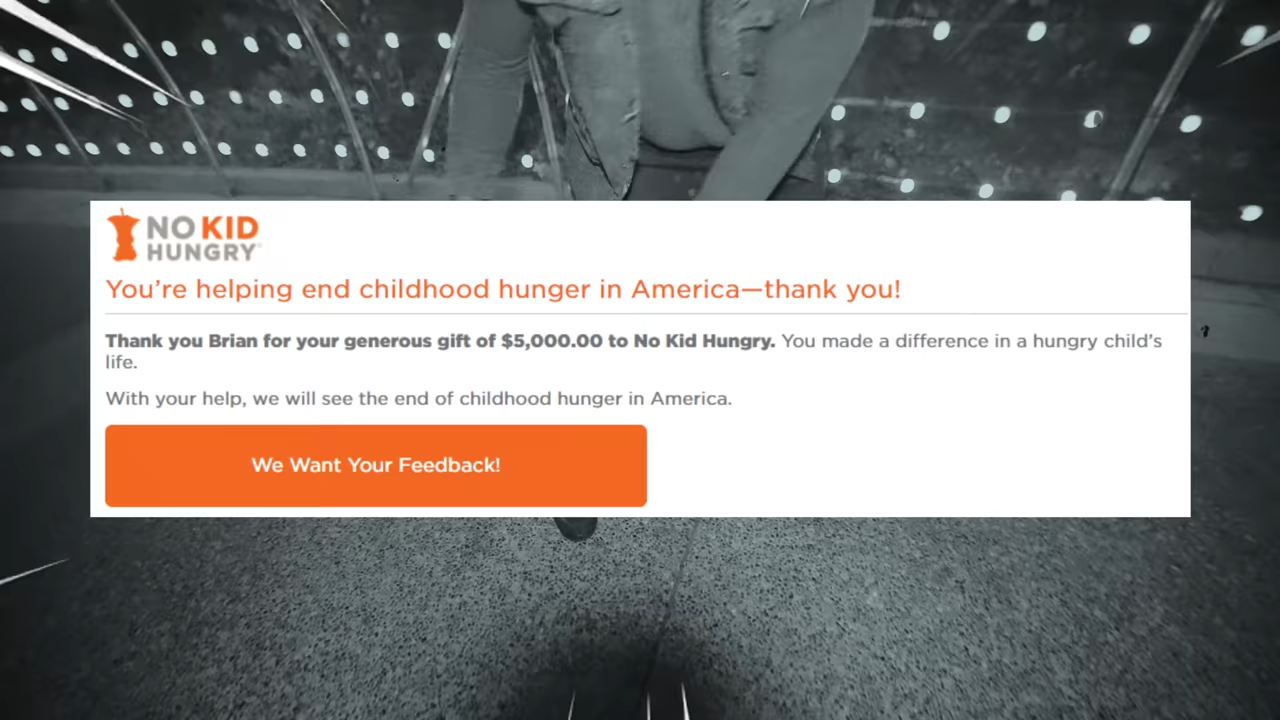 NO KID
HUNGRY
You're helping end childhood hunger in America—thank you!
Thank you Brian for your generous gift of $5,000.00 to No Kid Hungry. You made a difference in a hungry child's
life.
With your help, we will see the end of childhood hunger in America.
We Want Your Feedback!